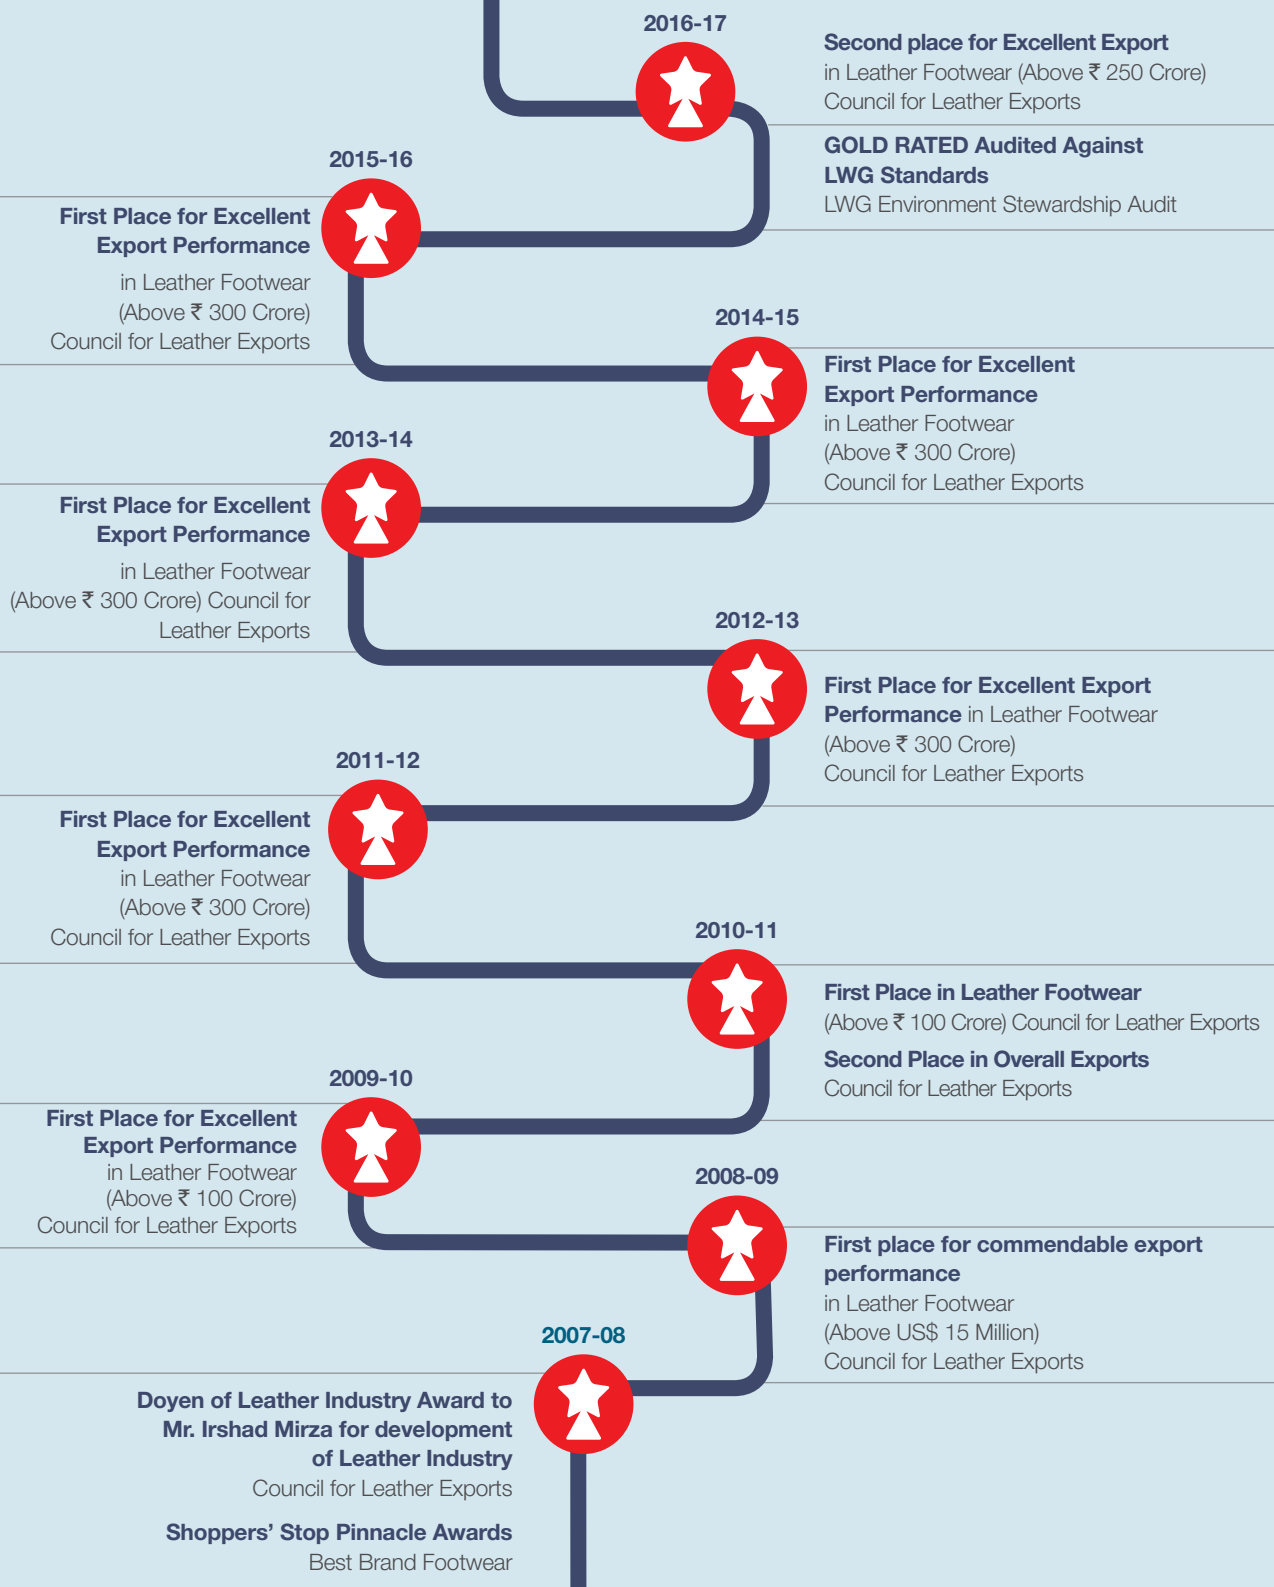 2016-17
Second place for Excellent Export
in Leather Footwear (Above ₹ 250 Crore)
Council for Leather Exports
GOLD RATED Audited Against
LWG Standards
LWG Environment Stewardship Audit
2015-16
First Place for Excellent
Export Performance
in Leather Footwear
(Above ₹ 300 Crore)
Council for Leather Exports
2014-15
First Place for Excellent
Export Performance
in Leather Footwear
(Above ₹ 300 Crore)
Council for Leather Exports
2013-14
First Place for Excellent
Export Performance
in Leather Footwear
(Above ₹ 300 Crore) Council for
Leather Exports
2012-13
First Place for Excellent Export
Performance in Leather Footwear
(Above ₹ 300 Crore)
Council for Leather Exports
2011-12
First Place for Excellent
Export Performance
in Leather Footwear
(Above ₹ 300 Crore)
Council for Leather Exports
2010-11
First Place in Leather Footwear
(Above ₹ 100 Crore) Council for Leather Exports
Second Place in Overall Exports
Council for Leather Exports
2009-10
First Place for Excellent
Export Performance
in Leather Footwear
(Above ₹ 100 Crore)
Council for Leather Exports
2008-09
First place for commendable export
performance
in Leather Footwear
(Above US$ 15 Million)
Council for Leather Exports
2007-08
Doyen of Leather Industry Award to
Mr. Irshad Mirza for development
of Leather Industry
Council for Leather Exports
Shoppers’ Stop Pinnacle Awards
Best Brand Footwear